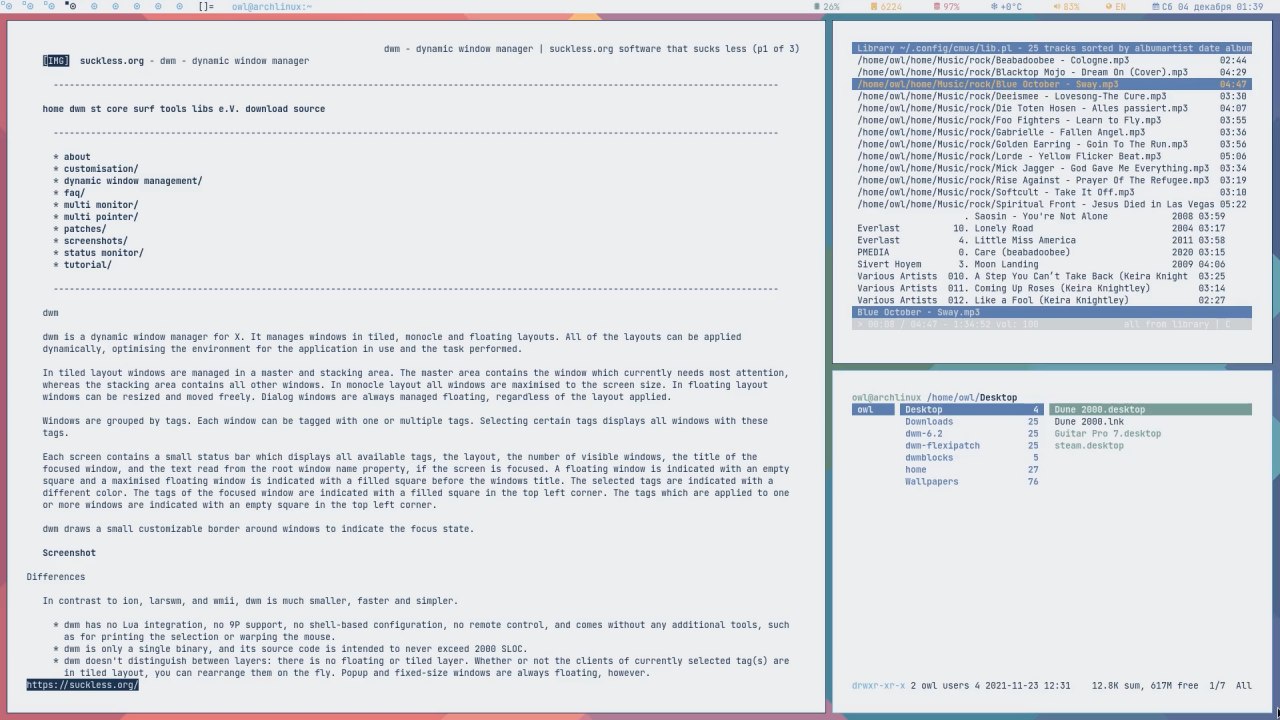 []= owl@archlinux:~ 26% 6224 97% +0°C 83% EN Сб 04 декабря 01:39
dwm - dynamic window manager | suckless.org software that sucks less (p1 of 3)
[IMG] suckless.org - dwm - dynamic window manager
home dwm st core surf tools libs e.V. download source
* about
* customisation/
* dynamic window management/
* faq/
* multi monitor/
* multi pointer/
* patches/
* screenshots/
* status monitor/
* tutorial/
dwm
dwm is a dynamic window manager for X. It manages windows in tiled, monocle and floating layouts. All of the layouts can be applied
dynamically, optimising the environment for the application in use and the task performed.
In tiled layout windows are managed in a master and stacking area. The master area contains the window which currently needs most attention,
whereas the stacking area contains all other windows. In monocle layout all windows are maximised to the screen size. In floating layout
windows can be resized and moved freely. Dialog windows are always managed floating, regardless of the layout applied.
Windows are grouped by tags. Each window can be tagged with one or multiple tags. Selecting certain tags displays all windows with these
tags.
Each screen contains a small status bar which displays all available tags, the layout, the number of visible windows, the title of the
focused window, and the text read from the root window name property, if the screen is focused. A floating window is indicated with an empty
square and a maximised floating window is indicated with a filled square before the windows title. The selected tags are indicated with a
different color. The tags of the focused window are indicated with a filled square in the top left corner. The tags which are applied to one
or more windows are indicated with an empty square in the top left corner.
dwm draws a small customizable border around windows to indicate the focus state.
Screenshot
Differences
In contrast to ion, larswm, and wmii, dwm is much smaller, faster and simpler.
* dwm has no Lua integration, no 9P support, no shell-based configuration, no remote control, and comes without any additional tools, such
as for printing the selection or warping the mouse.
* dwm is only a single binary, and its source code is intended to never exceed 2000 SLOC.
* dwm doesn't distinguish between layers: there is no floating or tiled layer. Whether or not the clients of currently selected tag(s) are
in tiled layout, you can rearrange them on the fly. Popup and fixed-size windows are always floating, however.
https://suckless.org/
Library ~/.config/cmus/lib.pl - 25 tracks sorted by albumartist date album
/home/owl/home/Music/rock/Beabadoobee - Cologne.mp3 02:44
/home/owl/home/Music/rock/Blacktop Mojo - Dream On (Cover).mp3 04:29
/home/owl/home/Music/rock/Blue October - Sway.mp3 04:47
/home/owl/home/Music/rock/Deeismee - Lovesong-The Cure.mp3 03:30
/home/owl/home/Music/rock/Die Toten Hosen - Alles passiert.mp3 04:07
/home/owl/home/Music/rock/Foo Fighters - Learn to Fly.mp3 03:55
/home/owl/home/Music/rock/Gabrielle - Fallen Angel.mp3 03:36
/home/owl/home/Music/rock/Golden Earring - Goin To The Run.mp3 03:56
/home/owl/home/Music/rock/Lorde - Yellow Flicker Beat.mp3 05:06
/home/owl/home/Music/rock/Mick Jagger - God Gave Me Everything.mp3 03:34
/home/owl/home/Music/rock/Rise Against - Prayer Of The Refugee.mp3 03:19
/home/owl/home/Music/rock/Softcult - Take It Off.mp3 03:10
/home/owl/home/Music/rock/Spiritual Front - Jesus Died in Las Vegas 05:22
. Saosin - You're Not Alone 2008 03:59
Everlast 10. Lonely Road 2004 03:17
Everlast 4. Little Miss America 2011 03:58
PMEDIA 0. Care (beabadoobee) 2020 03:15
Sivert Hoyem 3. Moon Landing 2009 04:06
Various Artists 010. A Step You Can't Take Back (Keira Knight 03:25
Various Artists 011. Coming Up Roses (Keira Knightley) 03:14
Various Artists 012. Like a Fool (Keira Knightley) 02:27
Blue October - Sway.mp3
> 00:00 / 04:47 - 1:34:52 vol: 100 all from library | C
owl@archlinux /home/owl/Desktop
owl Desktop 4 Dune 2000.desktop
Downloads 25 Dune 2000.lnk
dwm-6.2 25 Guitar Pro 7.desktop
dwm-flexipatch 25 steam.desktop
dwmblocks 5
home 27
Wallpapers 76
drwxr-xr-x 2 owl users 4 2021-11-23 12:31 12.8K sum, 617M free 1/7 All